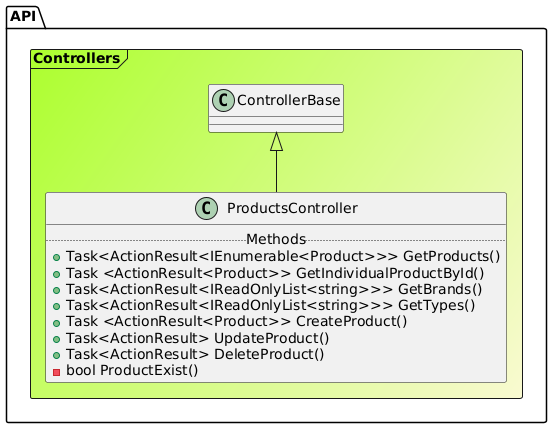 API
Controllers
C ControllerBase
C ProductsController
Methods
Task<ActionResult<IEnumerable<Product>>> GetProducts()
Task <ActionResult<Product>> GetIndividualProductById()
Task<ActionResult<IReadOnlyList<string>>> GetBrands()
Task<ActionResult<IReadOnlyList<string>>> GetTypes()
Task <ActionResult<Product>> CreateProduct()
Task<ActionResult> UpdateProduct()
Task<ActionResult> DeleteProduct()
bool ProductExist()